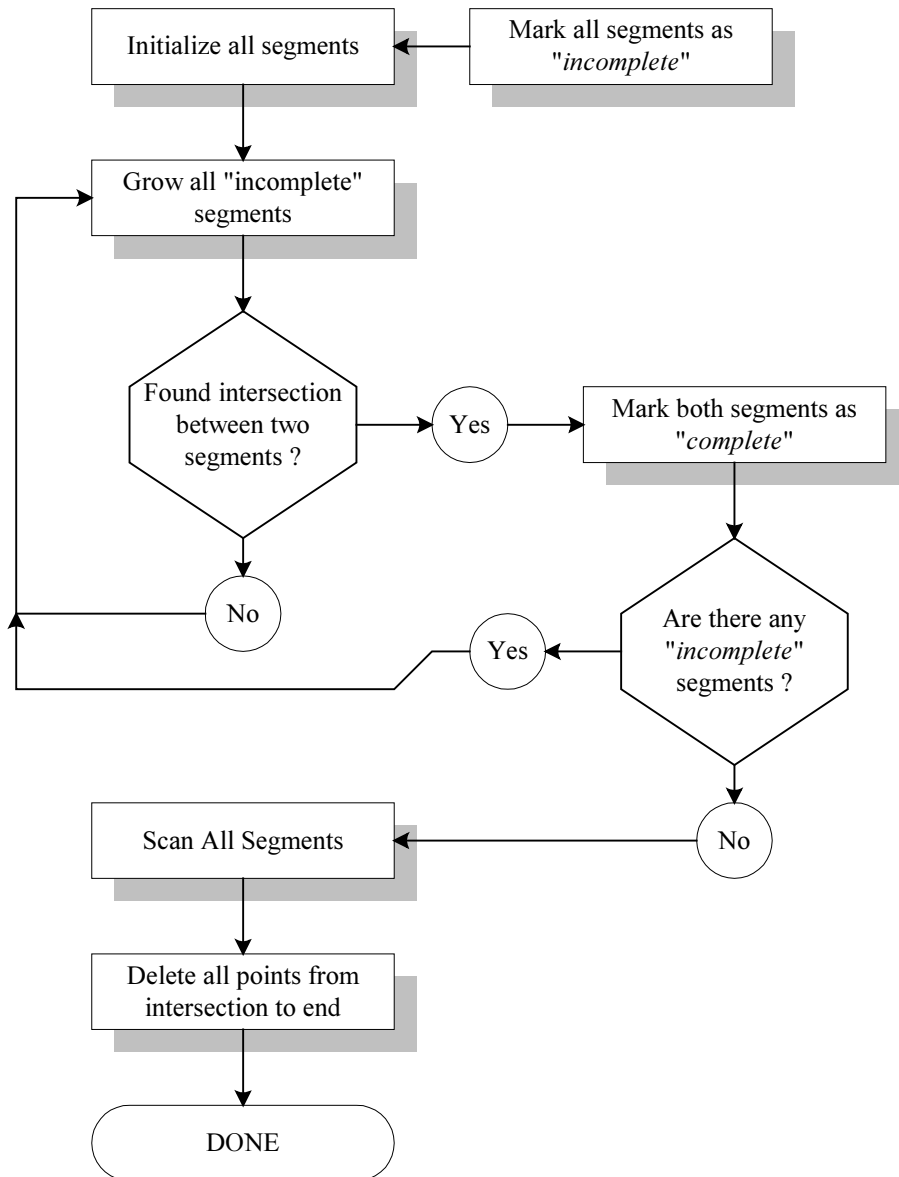 Initialize all segments
Mark all segments as
"incomplete"
Grow all "incomplete"
segments
Found intersection
between two
segments ?
Yes
Mark both segments as
"complete"
No
Are there any
"incomplete"
segments ?
Yes
No
Scan All Segments
Delete all points from
intersection to end
DONE